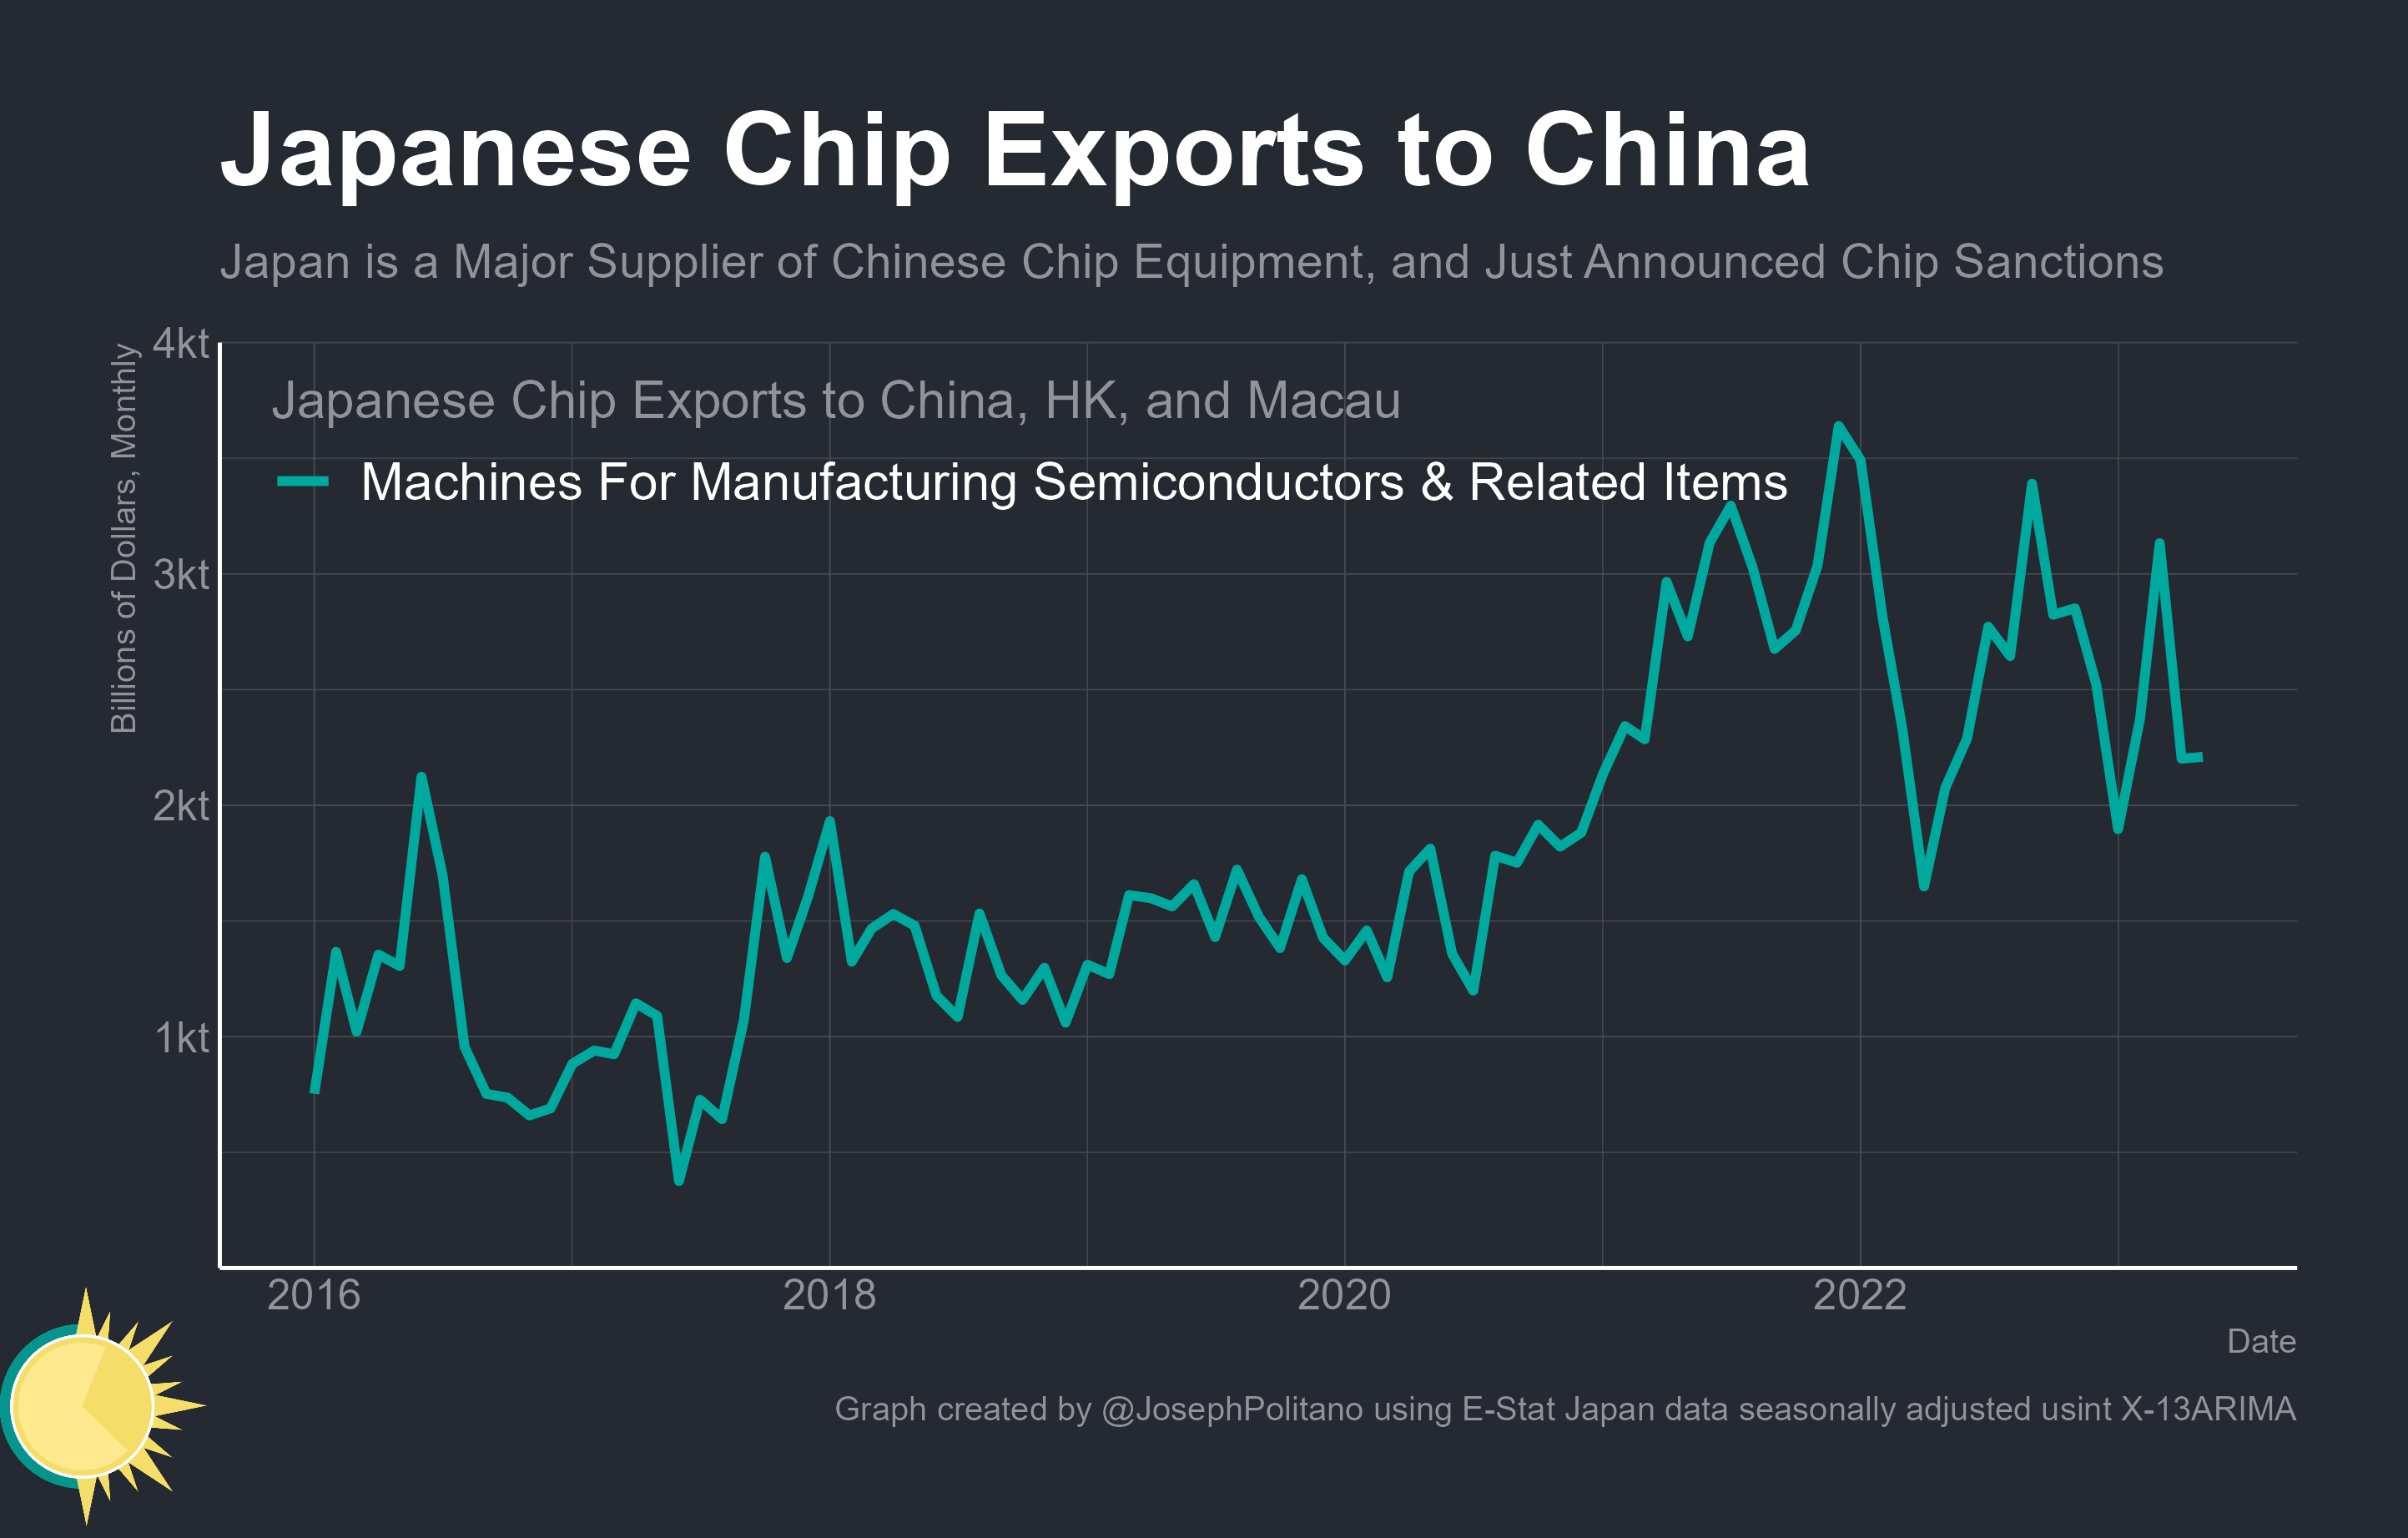 Japanese Chip Exports to China
Japan is a Major Supplier of Chinese Chip Equipment, and Just Announced Chip Sanctions
Billions of Dollars, Monthly
4kt
3kt
2kt
1kt
Japanese Chip Exports to China, HK, and Macau
Machines For Manufacturing Semiconductors & Related Items
2016
2018
2020
2022
Date
Graph created by @JosephPolitano using E-Stat Japan data seasonally adjusted usint X-13ARIMA